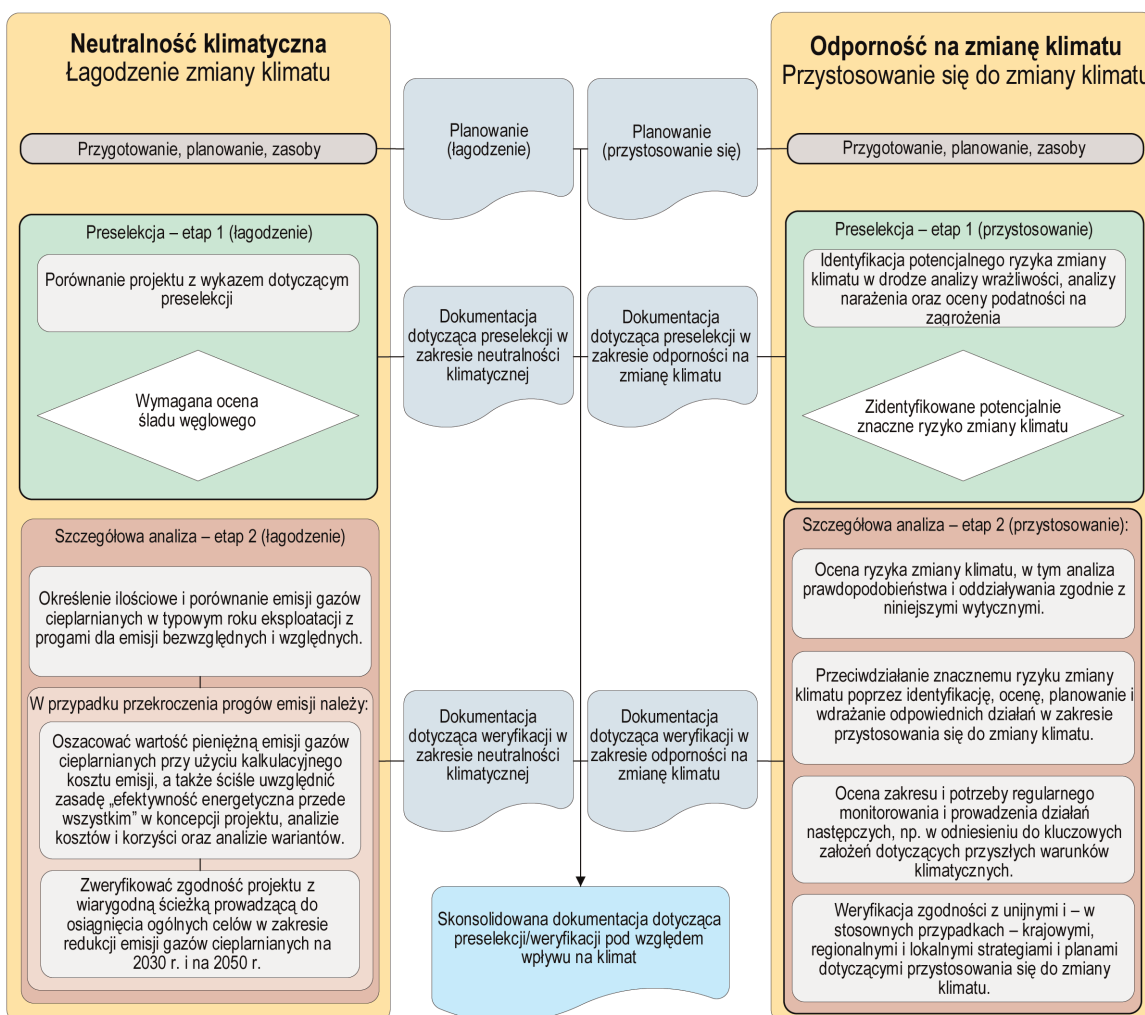 Neutralność klimatyczna
Łagodzenie zmiany klimatu
Przygotowanie, planowanie, zasoby
Preselekcja – etap 1 (łagodzenie)
Porównanie projektu z wykazem dotyczącym
preselekcji
Wymagana ocena
śladu węglowego
Szczegółowa analiza – etap 2 (łagodzenie)
Określenie ilościowe i porównanie emisji gazów
cieplarnianych w typowym roku eksploatacji z
progami dla emisji bezwzględnych i względnych.
W przypadku przekroczenia progów emisji należy:
Oszacować wartość pieniężną emisji gazów
cieplarnianych przy użyciu kalkulacyjnego
kosztu emisji, a także ściśle uwzględnić
zasadę „efektywność energetyczna przede
wszystkim” w koncepcji projektu, analizie
kosztów i korzyści oraz analizie wariantów.
Zweryfikować zgodność projektu z
wiarygodną ścieżką prowadzącą do
osiągnięcia ogólnych celów w zakresie
redukcji emisji gazów cieplarnianych na
2030 r. i na 2050 r.
Planowanie
(łagodzenie)
Planowanie
(przystosowanie się)
Dokumentacja
dotycząca preselekcji w
zakresie neutralności
klimatycznej
Dokumentacja
dotycząca preselekcji w
zakresie odporności na
zmianę klimatu
Dokumentacja
dotycząca weryfikacji w
zakresie neutralności
klimatycznej
Dokumentacja
dotycząca weryfikacji w
zakresie odporności na
zmianę klimatu
Skonsolidowana dokumentacja dotycząca
preselekcji/weryfikacji pod względem
wpływu na klimat
Odporność na zmianę klimatu
Przystosowanie się do zmiany klimatu
Przygotowanie, planowanie, zasoby
Preselekcja – etap 1 (przystosowanie)
Identyfikacja potencjalnego ryzyka zmiany
klimatu w drodze analizy wrażliwości, analizy
narażenia oraz oceny podatności na
zagrożenia
Zidentyfikowane potencjalnie
znaczne ryzyko zmiany klimatu
Szczegółowa analiza – etap 2 (przystosowanie):
Ocena ryzyka zmiany klimatu, w tym analiza
prawdopodobieństwa i oddziaływania zgodnie z
niniejszymi wytycznymi.
Przeciwdziałanie znacznemu ryzyku zmiany
klimatu poprzez identyfikację, ocenę, planowanie i
wdrażanie odpowiednich działań w zakresie
przystosowania się do zmiany klimatu.
Ocena zakresu i potrzeby regularnego
monitorowania i prowadzenia działań
następczych, np. w odniesieniu do kluczowych
założeń dotyczących przyszłych warunków
klimatycznych.
Weryfikacja zgodności z unijnymi i – w
stosownych przypadkach – krajowymi,
regionalnymi i lokalnymi strategiami i planami
dotyczącymi przystosowania się do zmiany
klimatu.